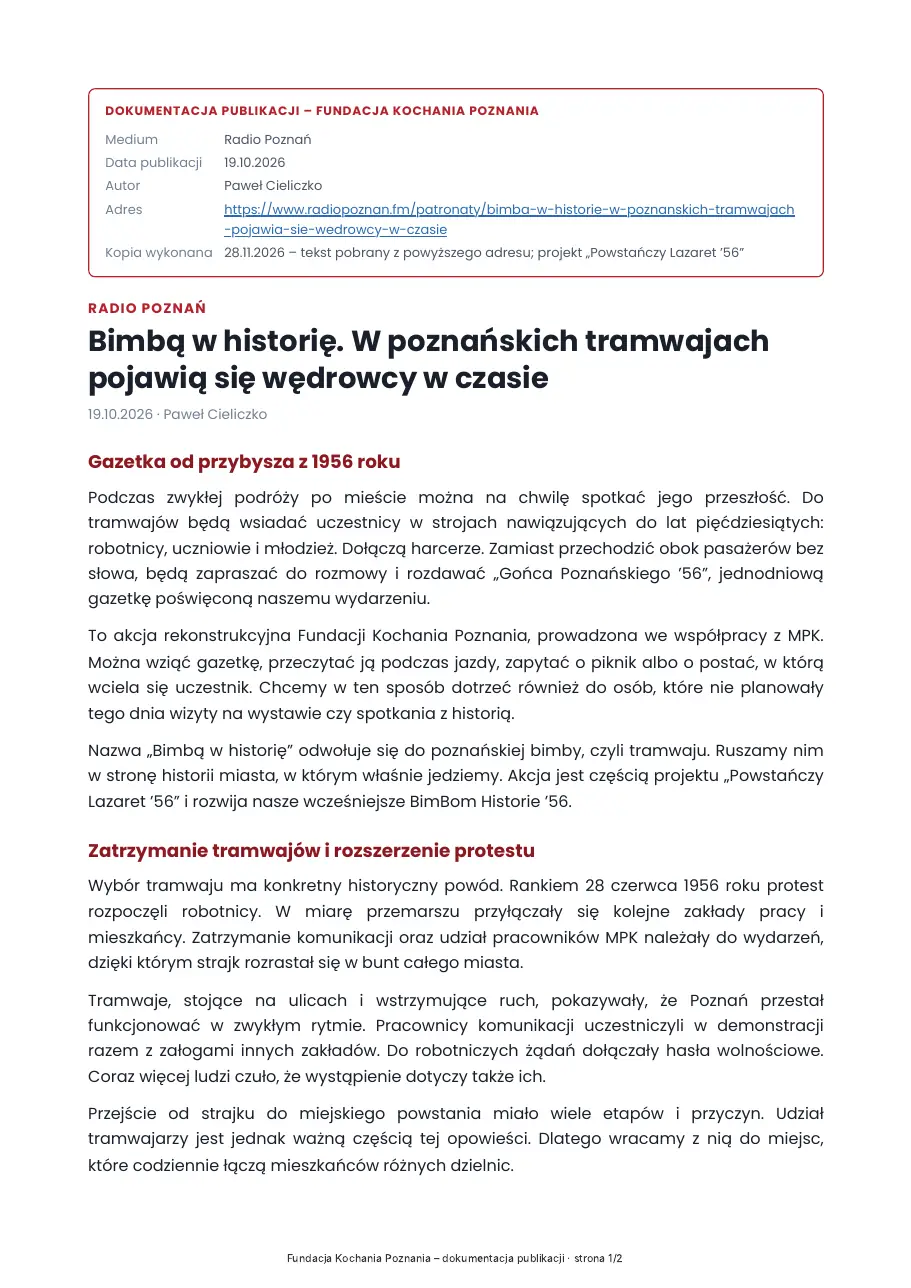 DOKUMENTACJA PUBLIKACJI – FUNDACJA KOCHANIA POZNANIA
Medium Radio Poznań
Data publikacji 19.10.2026
Autor Paweł Cieliczko
Adres https://www.radiopoznan.fm/patronaty/bimba-w-historie-w-poznanskich-tramwajach
-pojawia-sie-wedrowcy-w-czasie
Kopia wykonana 28.11.2026 – tekst pobrany z powyższego adresu; projekt „Powstańczy Lazaret ’56”
RADIO POZNAŃ
Bimbą w historię. W poznańskich tramwajach
pojawią się wędrowcy w czasie
19.10.2026 · Paweł Cieliczko
Gazetka od przybysza z 1956 roku
Podczas zwykłej podróży po mieście można na chwilę spotkać jego przeszłość. Do
tramwajów będą wsiadać uczestnicy w strojach nawiązujących do lat pięćdziesiątych:
robotnicy, uczniowie i młodzież. Dołączą harcerze. Zamiast przechodzić obok pasażerów bez
słowa, będą zapraszać do rozmowy i rozdawać „Gońca Poznańskiego ’56”, jednodniową
gazetkę poświęconą naszemu wydarzeniu.
To akcja rekonstrukcyjna Fundacji Kochania Poznania, prowadzona we współpracy z MPK.
Można wziąć gazetkę, przeczytać ją podczas jazdy, zapytać o piknik albo o postać, w którą
wciela się uczestnik. Chcemy w ten sposób dotrzeć również do osób, które nie planowały
tego dnia wizyty na wystawie czy spotkania z historią.
Nazwa „Bimbą w historię” odwołuje się do poznańskiej bimby, czyli tramwaju. Ruszamy nim
w stronę historii miasta, w którym właśnie jedziemy. Akcja jest częścią projektu „Powstańczy
Lazaret ’56” i rozwija nasze wcześniejsze BimBom Historie ’56.
Zatrzymanie tramwajów i rozszerzenie protestu
Wybór tramwaju ma konkretny historyczny powód. Rankiem 28 czerwca 1956 roku protest
rozpoczęli robotnicy. W miarę przemarszu przyłączały się kolejne zakłady pracy i
mieszkańcy. Zatrzymanie komunikacji oraz udział pracowników MPK należały do wydarzeń,
dzięki którym strajk rozrastał się w bunt całego miasta.
Tramwaje, stojące na ulicach i wstrzymujące ruch, pokazywały, że Poznań przestał
funkcjonować w zwykłym rytmie. Pracownicy komunikacji uczestniczyli w demonstracji
razem z załogami innych zakładów. Do robotniczych żądań dołączały hasła wolnościowe.
Coraz więcej ludzi czuło, że wystąpienie dotyczy także ich.
Przejście od strajku do miejskiego powstania miało wiele etapów i przyczyn. Udział
tramwajarzy jest jednak ważną częścią tej opowieści. Dlatego wracamy z nią do miejsc,
które codziennie łączą mieszkańców różnych dzielnic.
Fundacja Kochania Poznania – dokumentacja publikacji · strona 1/2